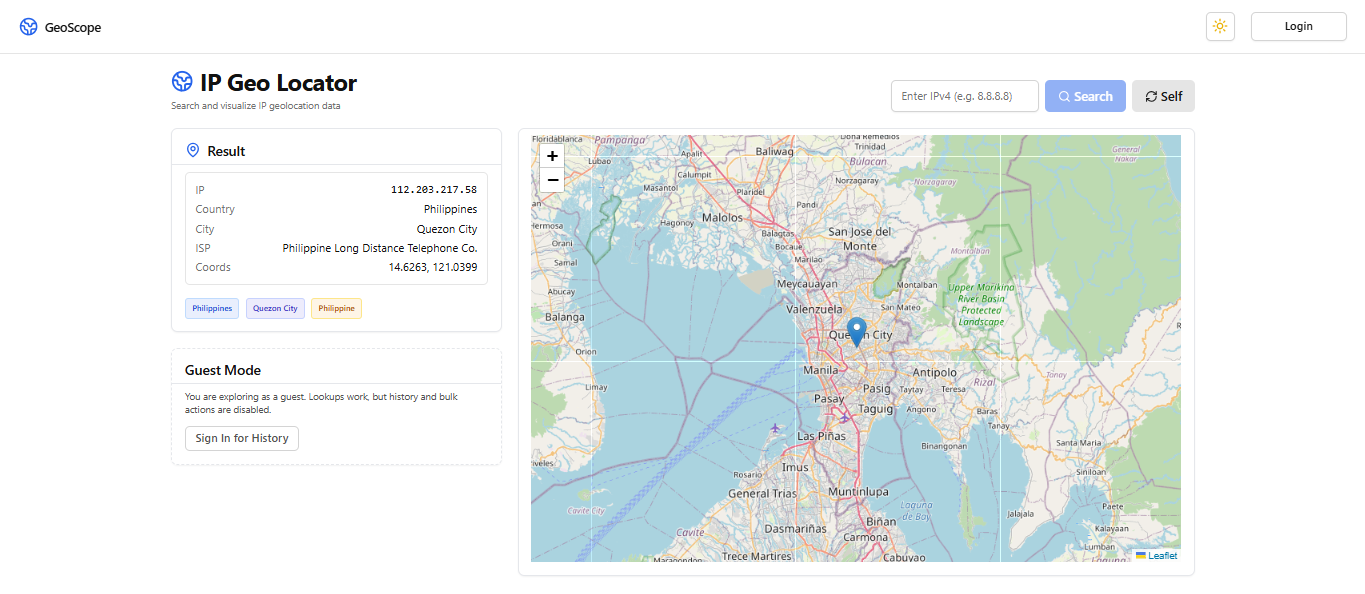 GeoScope
Login
IP Geo Locator
Search and visualize IP geolocation data
Enter IPv4 (e.g. 8.8.8.8)
Search
Self
Result
IP 112.203.217.58
Country Philippines
City Quezon City
ISP Philippine Long Distance Telephone Co.
Coords 14.6263, 121.0399
Philippines Quezon City Philippine
Guest Mode
You are exploring as a guest. Lookups work, but history and bulk
actions are disabled.
Sign In for History
+
−
Floridablanca
Pampanga
Lubao
Apalit
Baliwag
Doña Remedios
Trinidad
General
Nakar
Bulacan
Calumpit
Masantol
Plaridel
Norzagaray
Norzagaray
Pandi
Malolos
Hagonoy
Hermosa
Orani
Balagtas
San Jose del
Monte
Bocaue
Marilao
Samal
Montalban
Meycauayan
Montalban
Abucay
Upper Marikina
River Basin
Protected
Landscape
Valenzuela
San Mateo
Balanga
Quezon City
Orion
Manila
Antipolo
Tanay
Limay
Pasig
Taytay
Teresa
Rizal
Pasay
Taguig
Angono
Baras
Tanay
Las Piñas
Binangonan
Santa Maria
Imus
Siniloan
Rosario
General Trias
Muntinlupa
Cavite City
Laguna
de Bay
Jalajala
Paete
Biñan
Kalayaan
Cavite
Dasmariñas
Carmona
Lumban
Trece Martires
Cabuyao
Maragondon
Leaflet